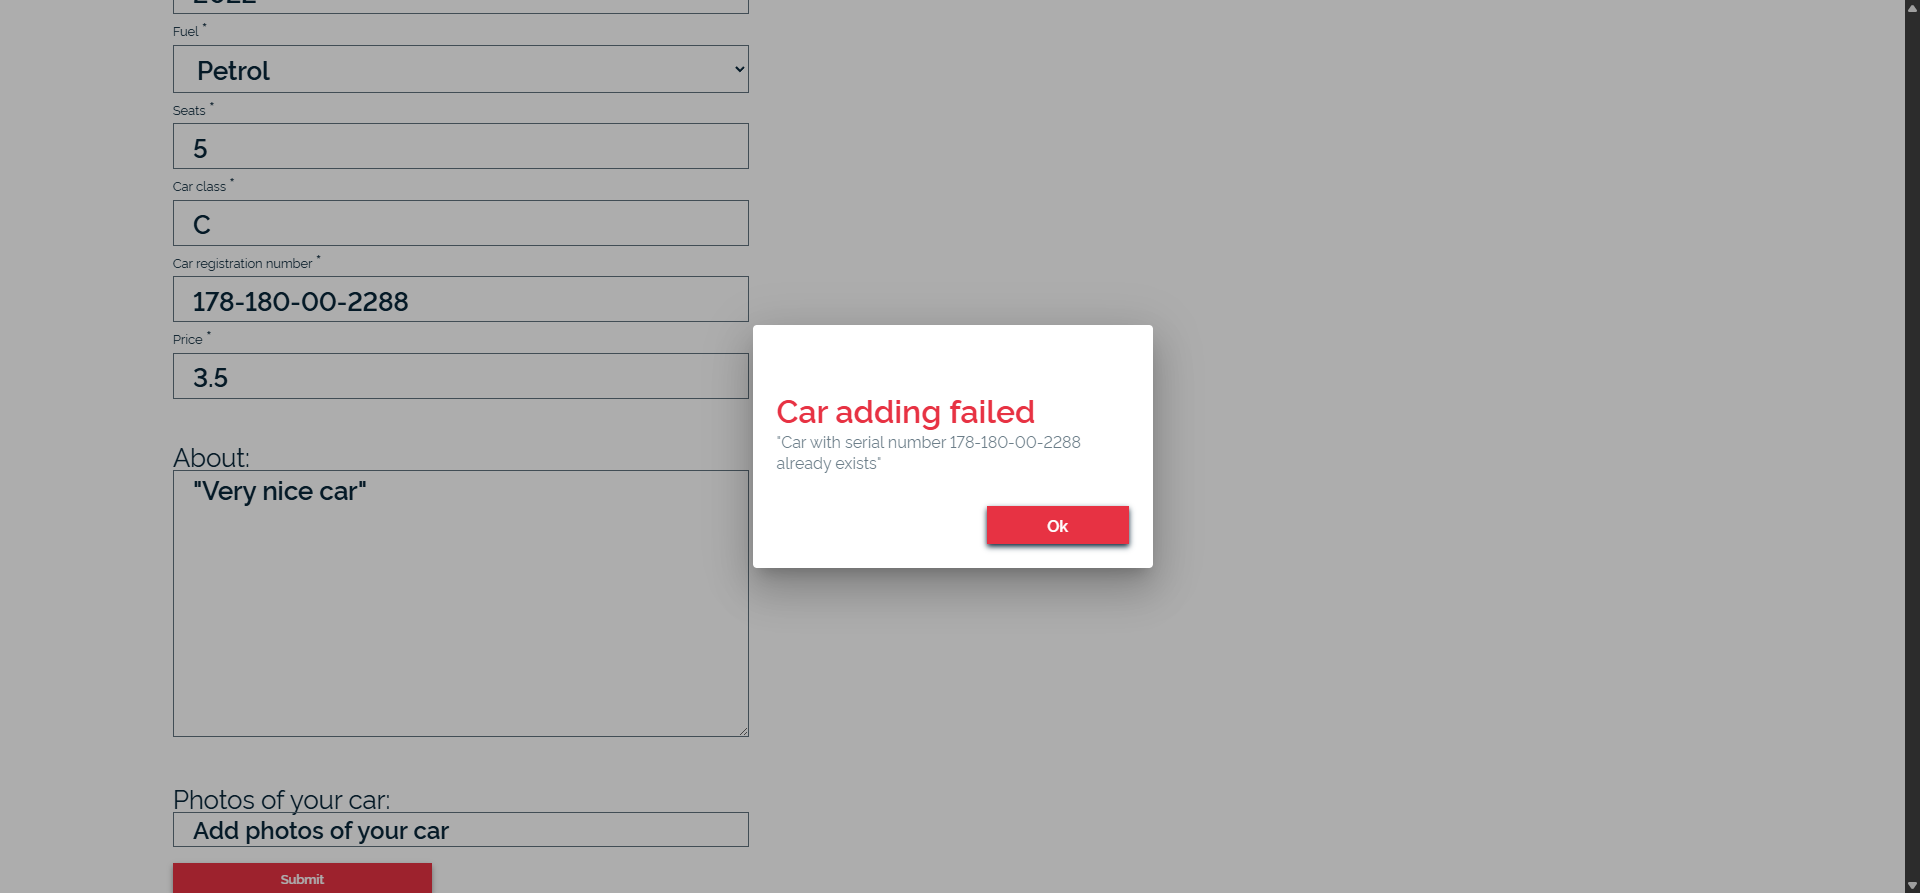 Fuel *
Petrol
Seats *
5
Car class *
C
Car registration number *
178-180-00-2288
Price *
3.5
About:
"Very nice car"
Photos of your car:
Add photos of your car
Submit
Car adding failed
"Car with serial number 178-180-00-2288
already exists"
Ok